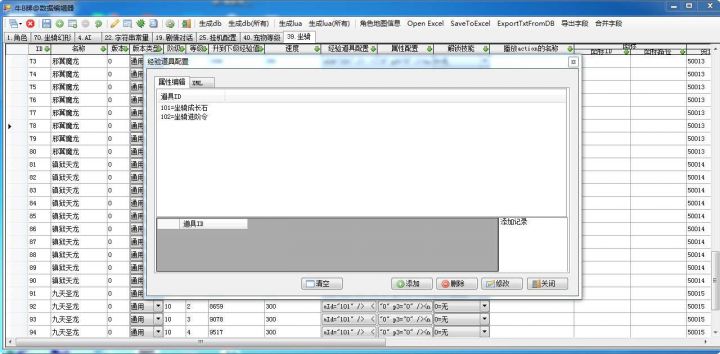 牛B牌@数据编辑器
生成db 生成db(所有) 生成lua 生成lua(所有) 角色地图信息 Open Excel SaveToExcel ExportTxtFromDB 导出字段 合并字段
1.角色 70.坐骑幻形 4.AI 22.字符串常量 19.剧情对话 25.挂机配置 40.宠物等级 39.坐骑
ID 名称 版本 版本类型 阶级 等级 升到下级经验值 速度 经验道具配置 属性配置 解锁技能 播放action的名称 图标
图标ID 图标路径
73 邪翼魔龙 0 通用 50013
74 邪翼魔龙 0 通用 50013
75 邪翼魔龙 0 通用 50013
76 邪翼魔龙 0 通用 50013
77 邪翼魔龙 0 通用 50013
78 邪翼魔龙 0 通用 50013
79 邪翼魔龙 0 通用 50013
80 邪翼魔龙 0 通用 50013
81 镇狱天龙 0 通用 50014
82 镇狱天龙 0 通用 50014
83 镇狱天龙 0 通用 50014
84 镇狱天龙 0 通用 50014
85 镇狱天龙 0 通用 50014
86 镇狱天龙 0 通用 50014
87 镇狱天龙 0 通用 50014
88 镇狱天龙 0 通用 50014
89 镇狱天龙 0 通用 50014
90 镇狱天龙 0 通用 50014
91 九天圣龙 0 通用 50015
92 九天圣龙 0 通用 10 2 8659 300 nId="101" /> < "0" p3="0" /><n 0=无 50015
93 九天圣龙 0 通用 10 3 9078 300 nId="101" /> < "0" p3="0" /><n 0=无 50015
94 九天圣龙 0 通用 10 4 9517 300 nId="101" /> < "0" p3="0" /><n 0=无 50015
经验道具配置
属性编辑 XML
道具ID
101=坐骑成长石
102=坐骑进阶令
道具ID
添加记录
清空 添加 删除 修改 关闭